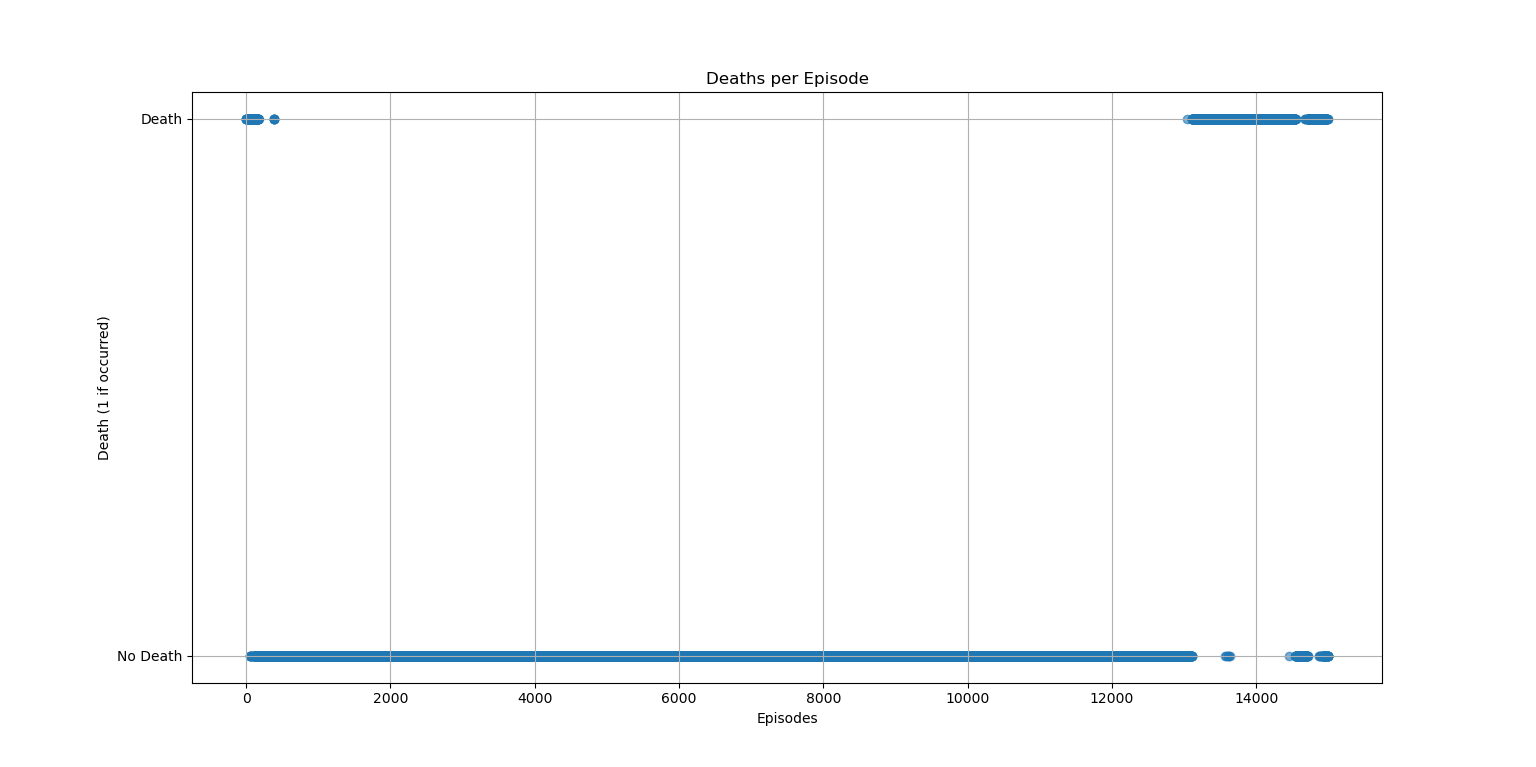 Deaths per Episode
Death
Death (1 if occurred)
No Death
0 2000 4000 6000 8000 10000 12000 14000
Episodes